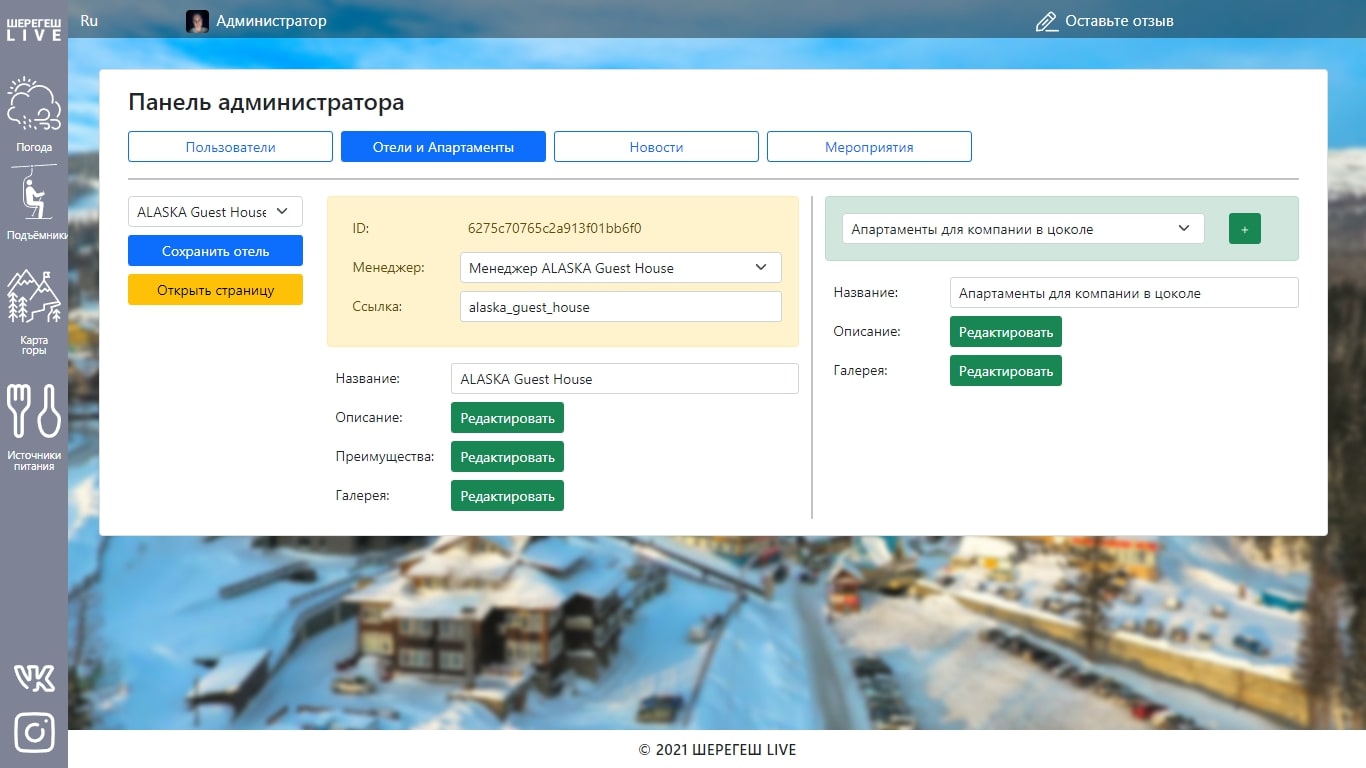 ШЕРЕГЕШ
LIVE
Ru
Администратор
Оставьте отзыв
Погода
Подъёмники
Карта
горы
Источники
питания
Панель администратора
Пользователи
Отели и Апартаменты
Новости
Мероприятия
ALASKA Guest House
Сохранить отель
Открыть страницу
ID:
6275c70765c2a913f01bb6f0
Менеджер:
Менеджер ALASKA Guest House
Ссылка:
alaska_guest_house
Название:
ALASKA Guest House
Описание:
Редактировать
Преимущества:
Редактировать
Галерея:
Редактировать
Апартаменты для компании в цоколе
+
Название:
Апартаменты для компании в цоколе
Описание:
Редактировать
Галерея:
Редактировать
© 2021 ШЕРЕГЕШ LIVE